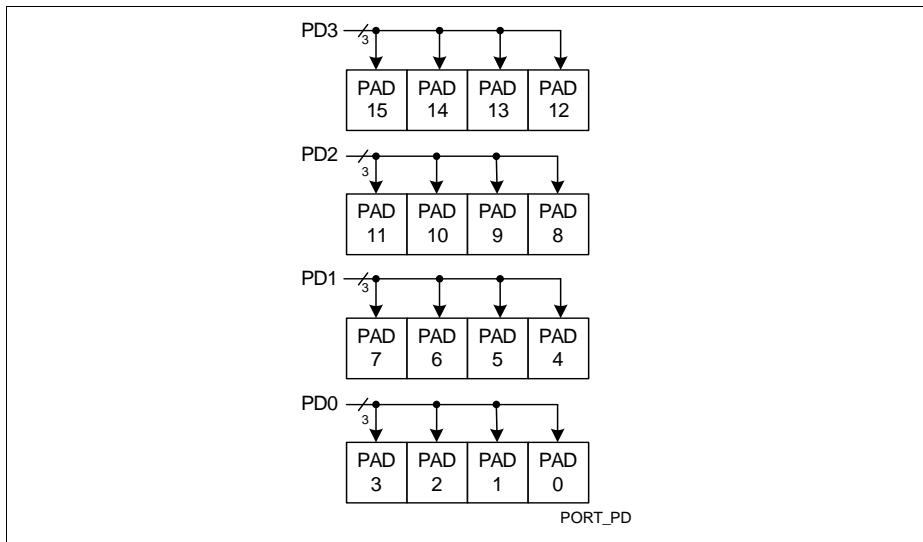 PD3
3
PAD PAD PAD PAD
15 14 13 12
PD2
3
PAD PAD PAD PAD
11 10 9 8
PD1
3
PAD PAD PAD PAD
7 6 5 4
PD0
3
PAD PAD PAD PAD
3 2 1 0
PORT_PD